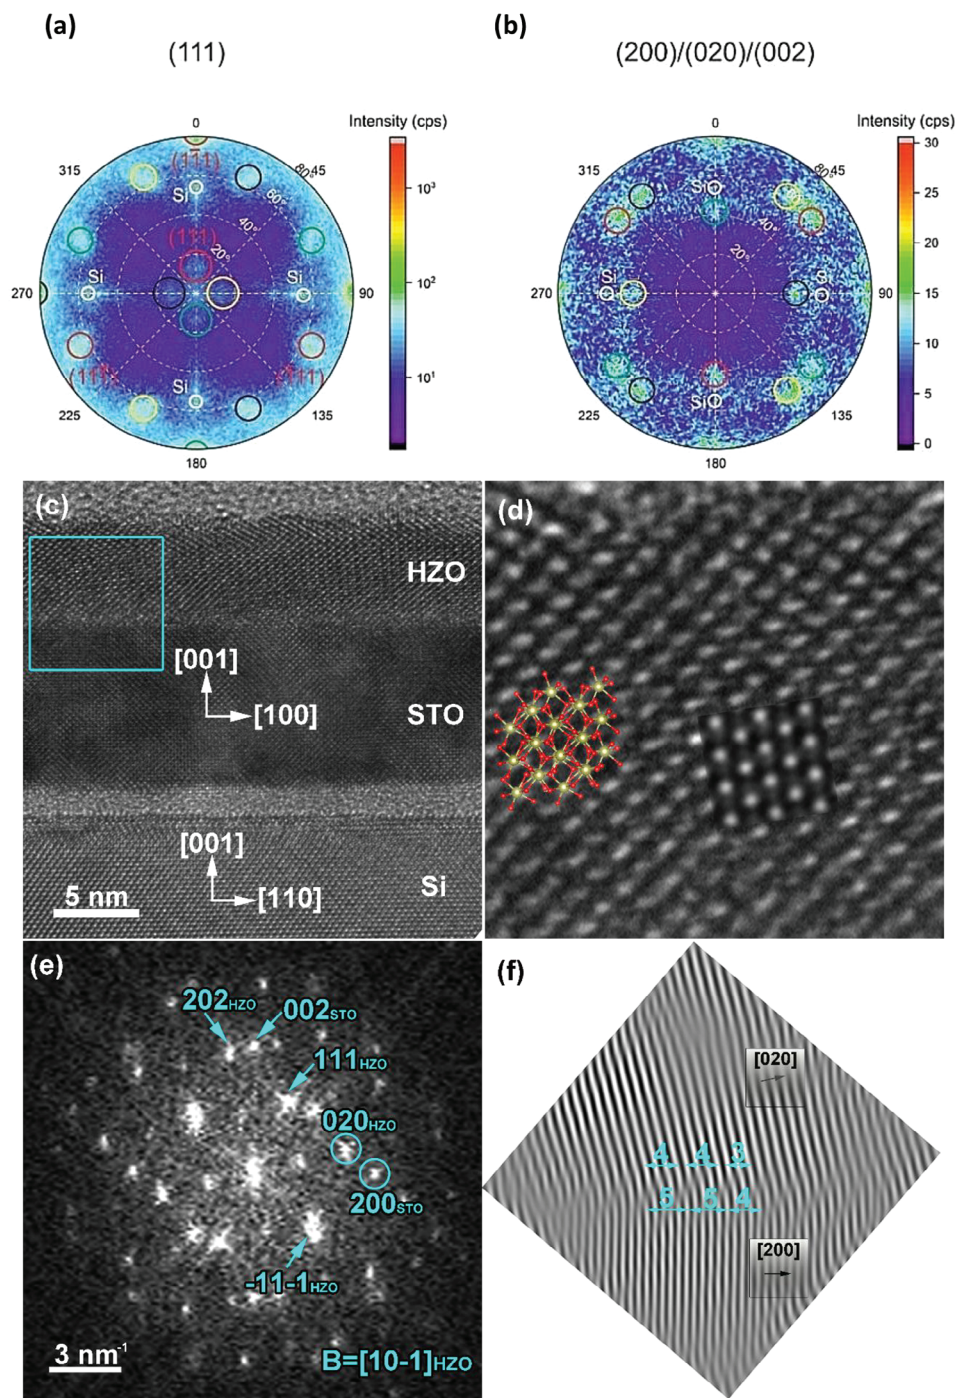 (a)
(111)
Intensity (cps)
0
45
90
135
180
225
270
315
80°
60°
40°
20°
Si
Si
Si
Si
10³
10²
10¹
(b)
(200)/(020)/(002)
Intensity (cps)
0
45
90
135
180
225
270
315
80°
60°
40°
20°
Si
Si
Si
30
25
20
15
10
5
0
(c)
HZO
[001]
[100]
STO
[001]
[110]
Si
5 nm
(d)
(e)
202HZO
002STO
111HZO
020HZO
200STO
-11-1HZO
3 nm⁻¹
B=[10-1]HZO
(f)
[020]
4 4 3
5 5 4
[200]